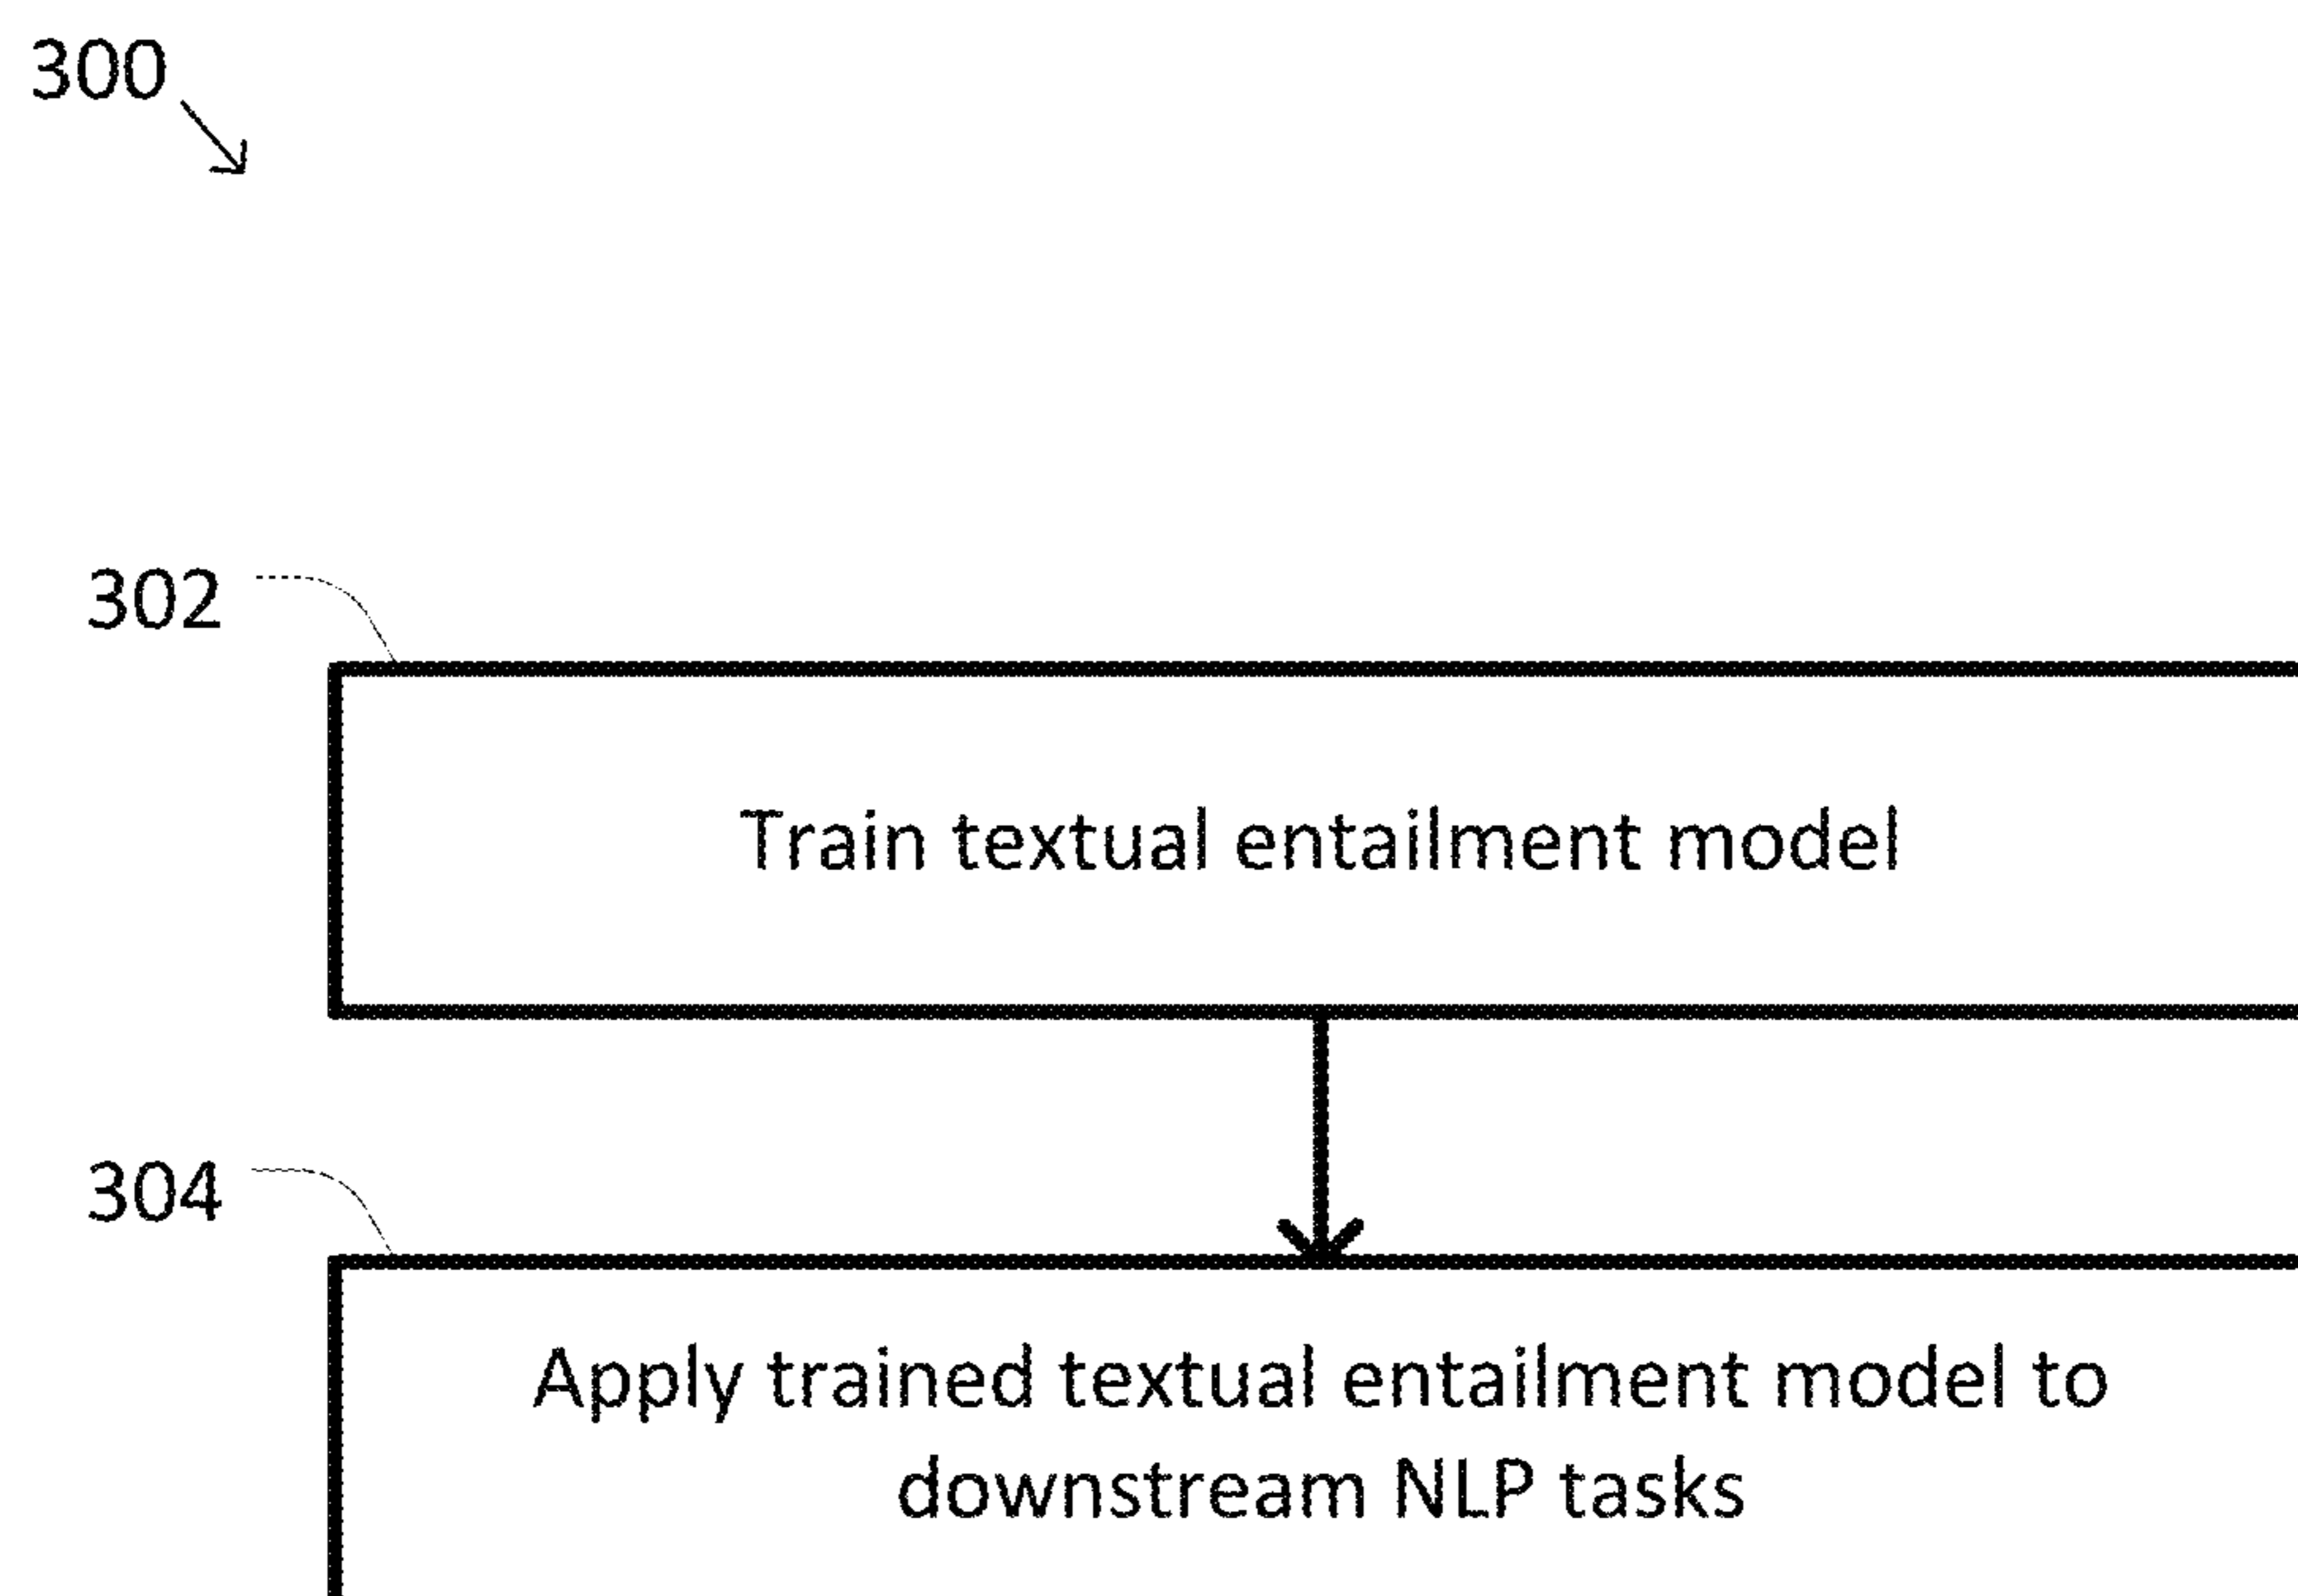 300
302
Train textual entailment model
304
Apply trained textual entailment model to
downstream NLP tasks